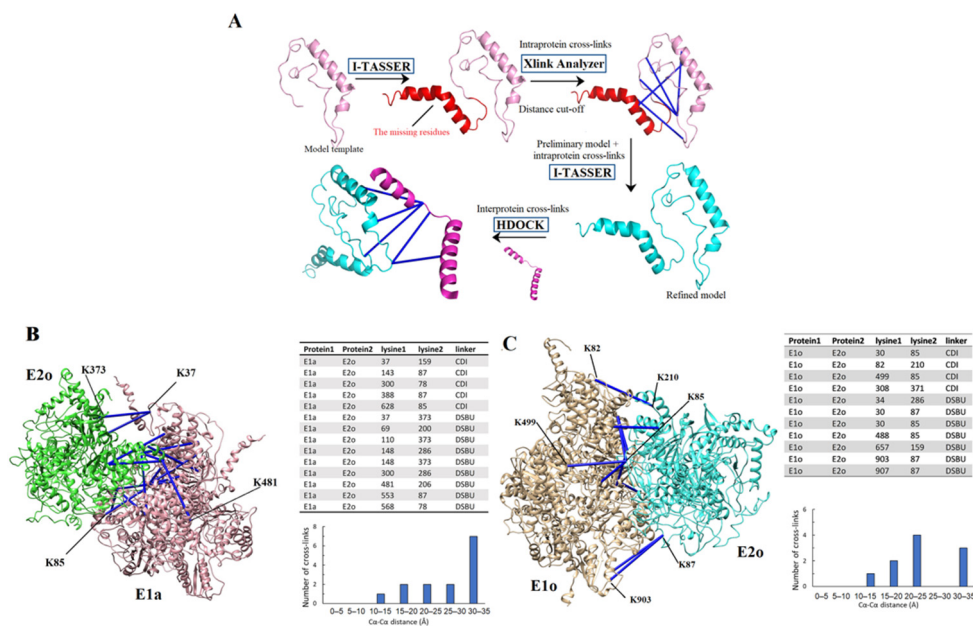 A
Intraprotein cross-links
I-TASSER
Xlink Analyzer
Distance cut-off
The missing residues
Model template
Preliminary model +
intraprotein cross-links
I-TASSER
Interprotein cross-links
HDOCK
Refined model
B
E2o
K373
K37
K481
K85
E1a
Protein1 Protein2 lysine1 lysine2 linker
E1a E2o 37 159 CDI
E1a E2o 143 87 CDI
E1a E2o 300 78 CDI
E1a E2o 388 87 CDI
E1a E2o 628 85 CDI
E1a E2o 37 373 DSBU
E1a E2o 69 200 DSBU
E1a E2o 110 373 DSBU
E1a E2o 148 286 DSBU
E1a E2o 148 373 DSBU
E1a E2o 300 286 DSBU
E1a E2o 481 206 DSBU
E1a E2o 553 87 DSBU
E1a E2o 568 78 DSBU
Number of cross-links
8
6
4
2
0
0–5 5–10 10–15 15–20 20–25 25–30 30–35
Cα-Cα distance (Å)
C
K82
K210
K85
K499
E2o
K87
E1o
K903
Protein1 Protein2 lysine1 lysine2 linker
E1o E2o 30 85 CDI
E1o E2o 82 210 CDI
E1o E2o 499 85 CDI
E1o E2o 308 371 CDI
E1o E2o 34 286 DSBU
E1o E2o 30 87 DSBU
E1o E2o 30 85 DSBU
E1o E2o 488 85 DSBU
E1o E2o 657 159 DSBU
E1o E2o 903 87 DSBU
E1o E2o 907 87 DSBU
Number of cross-links
5
4
3
2
1
0
0–5 5–10 10–15 15–20 20–25 25–30 30–35
Cα-Cα distance (Å)